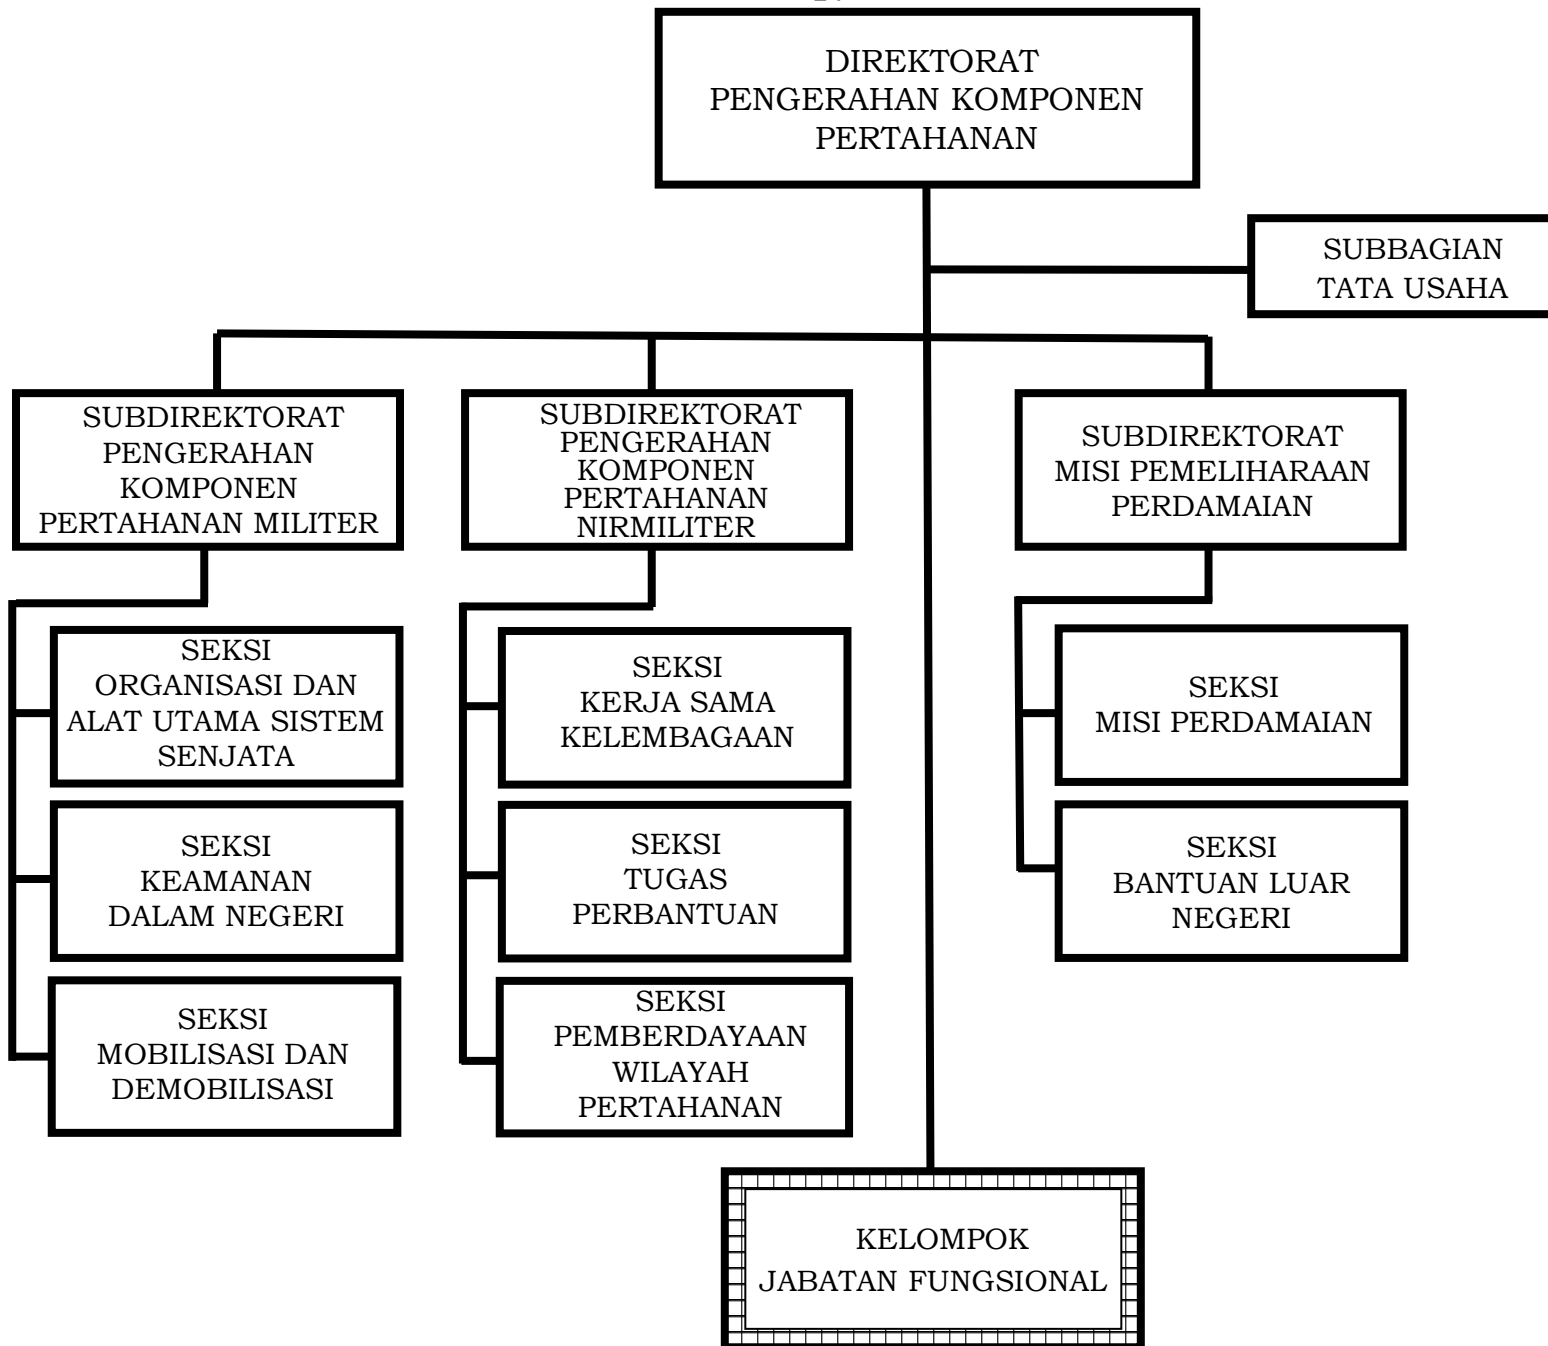 DIREKTORAT
PENGERAHAN KOMPONEN
PERTAHANAN
SUBBAGIAN
TATA USAHA
SUBDIREKTORAT
PENGERAHAN
KOMPONEN
PERTAHANAN MILITER
SUBDIREKTORAT
PENGERAHAN
KOMPONEN
PERTAHANAN
NIRMILITER
SUBDIREKTORAT
MISI PEMELIHARAAN
PERDAMAIAN
SEKSI
ORGANISASI DAN
ALAT UTAMA SISTEM
SENJATA
SEKSI
KEAMANAN
DALAM NEGERI
SEKSI
MOBILISASI DAN
DEMOBILISASI
SEKSI
KERJA SAMA
KELEMBAGAAN
SEKSI
TUGAS
PERBANTUAN
SEKSI
PEMBERDAYAAN
WILAYAH
PERTAHANAN
SEKSI
MISI PERDAMAIAN
SEKSI
BANTUAN LUAR
NEGERI
KELOMPOK
JABATAN FUNGSIONAL